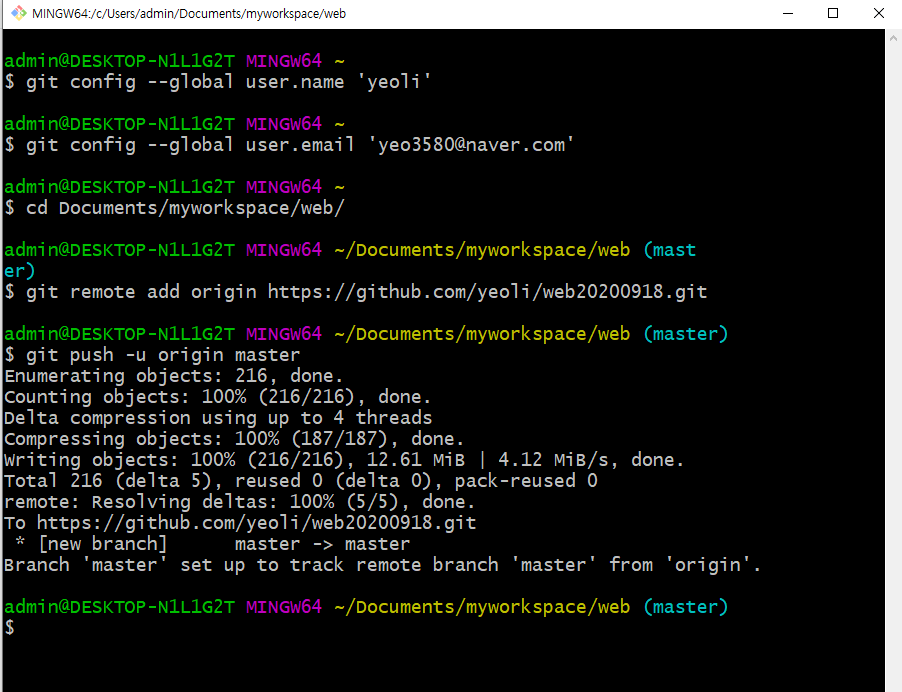 MINGW64:/c/Users/admin/Documents/myworkspace/web
admin@DESKTOP-N1L1G2T MINGW64 ~
$ git config --global user.name 'yeoli'
admin@DESKTOP-N1L1G2T MINGW64 ~
$ git config --global user.email 'yeo3580@naver.com'
admin@DESKTOP-N1L1G2T MINGW64 ~
$ cd Documents/myworkspace/web/
admin@DESKTOP-N1L1G2T MINGW64 ~/Documents/myworkspace/web (mast
er)
$ git remote add origin https://github.com/yeoli/web20200918.git
admin@DESKTOP-N1L1G2T MINGW64 ~/Documents/myworkspace/web (master)
$ git push -u origin master
Enumerating objects: 216, done.
Counting objects: 100% (216/216), done.
Delta compression using up to 4 threads
Compressing objects: 100% (187/187), done.
Writing objects: 100% (216/216), 12.61 MiB | 4.12 MiB/s, done.
Total 216 (delta 5), reused 0 (delta 0), pack-reused 0
remote: Resolving deltas: 100% (5/5), done.
To https://github.com/yeoli/web20200918.git
 * [new branch]      master -> master
Branch 'master' set up to track remote branch 'master' from 'origin'.
admin@DESKTOP-N1L1G2T MINGW64 ~/Documents/myworkspace/web (master)
$